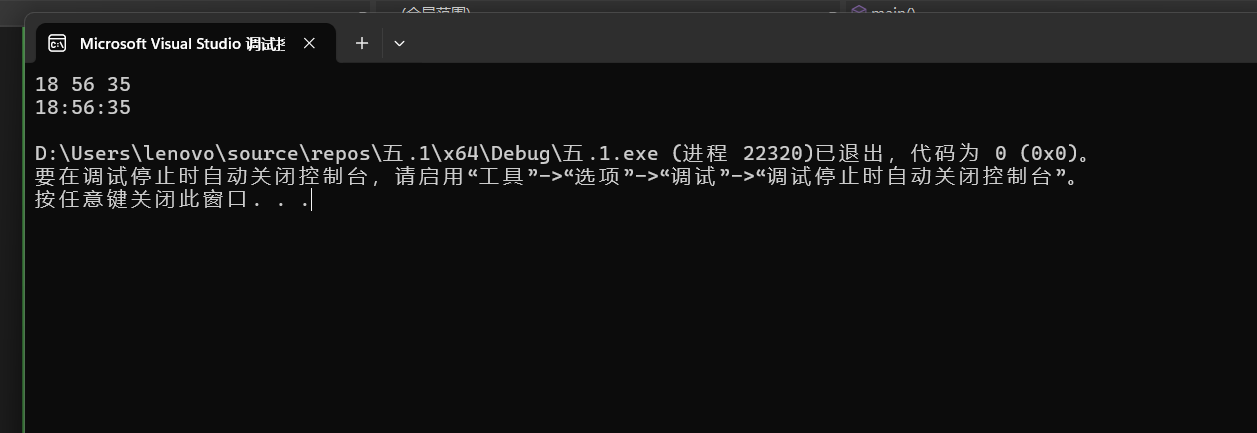 Microsoft Visual Studio 调试
18 56 35
18:56:35
D:\Users\lenovo\source\repos\五.1\x64\Debug\五.1.exe (进程 22320)已退出，代码为 0 (0x0)。
要在调试停止时自动关闭控制台，请启用“工具”->“选项”->“调试”->“调试停止时自动关闭控制台”。
按任意键关闭此窗口. . .